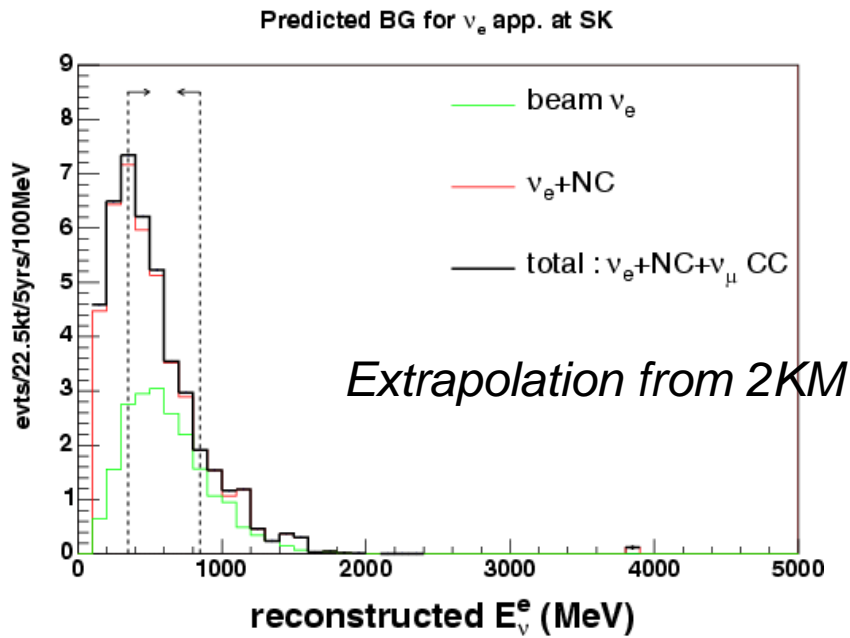 Predicted BG for νₑ app. at SK
evts/22.5kt/5yrs/100MeV
9
8
7
6
5
4
3
2
1
0
beam νₑ
νₑ+NC
total : νₑ+NC+ν_μ CC
Extrapolation from 2KM
0 1000 2000 3000 4000 5000
reconstructed E_ν^e (MeV)